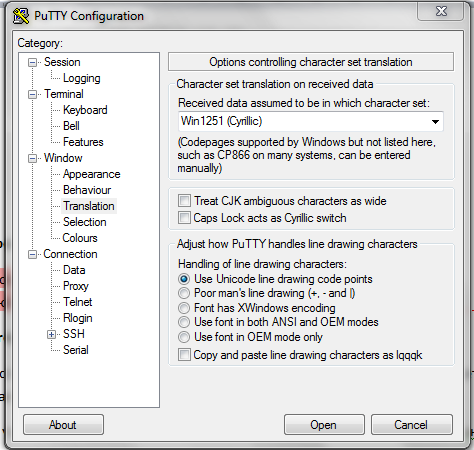 PuTTY Configuration
Category:
Session
Logging
Terminal
Keyboard
Bell
Features
Window
Appearance
Behaviour
Translation
Selection
Colours
Connection
Data
Proxy
Telnet
Rlogin
SSH
Serial
Options controlling character set translation
Character set translation on received data
Received data assumed to be in which character set:
Win1251 (Cyrillic)
(Codepages supported by Windows but not listed here,
such as CP866 on many systems, can be entered
manually)
Treat CJK ambiguous characters as wide
Caps Lock acts as Cyrillic switch
Adjust how PuTTY handles line drawing characters
Handling of line drawing characters:
Use Unicode line drawing code points
Poor man's line drawing (+, - and |)
Font has XWindows encoding
Use font in both ANSI and OEM modes
Use font in OEM mode only
Copy and paste line drawing characters as lqqqk
About
Open
Cancel